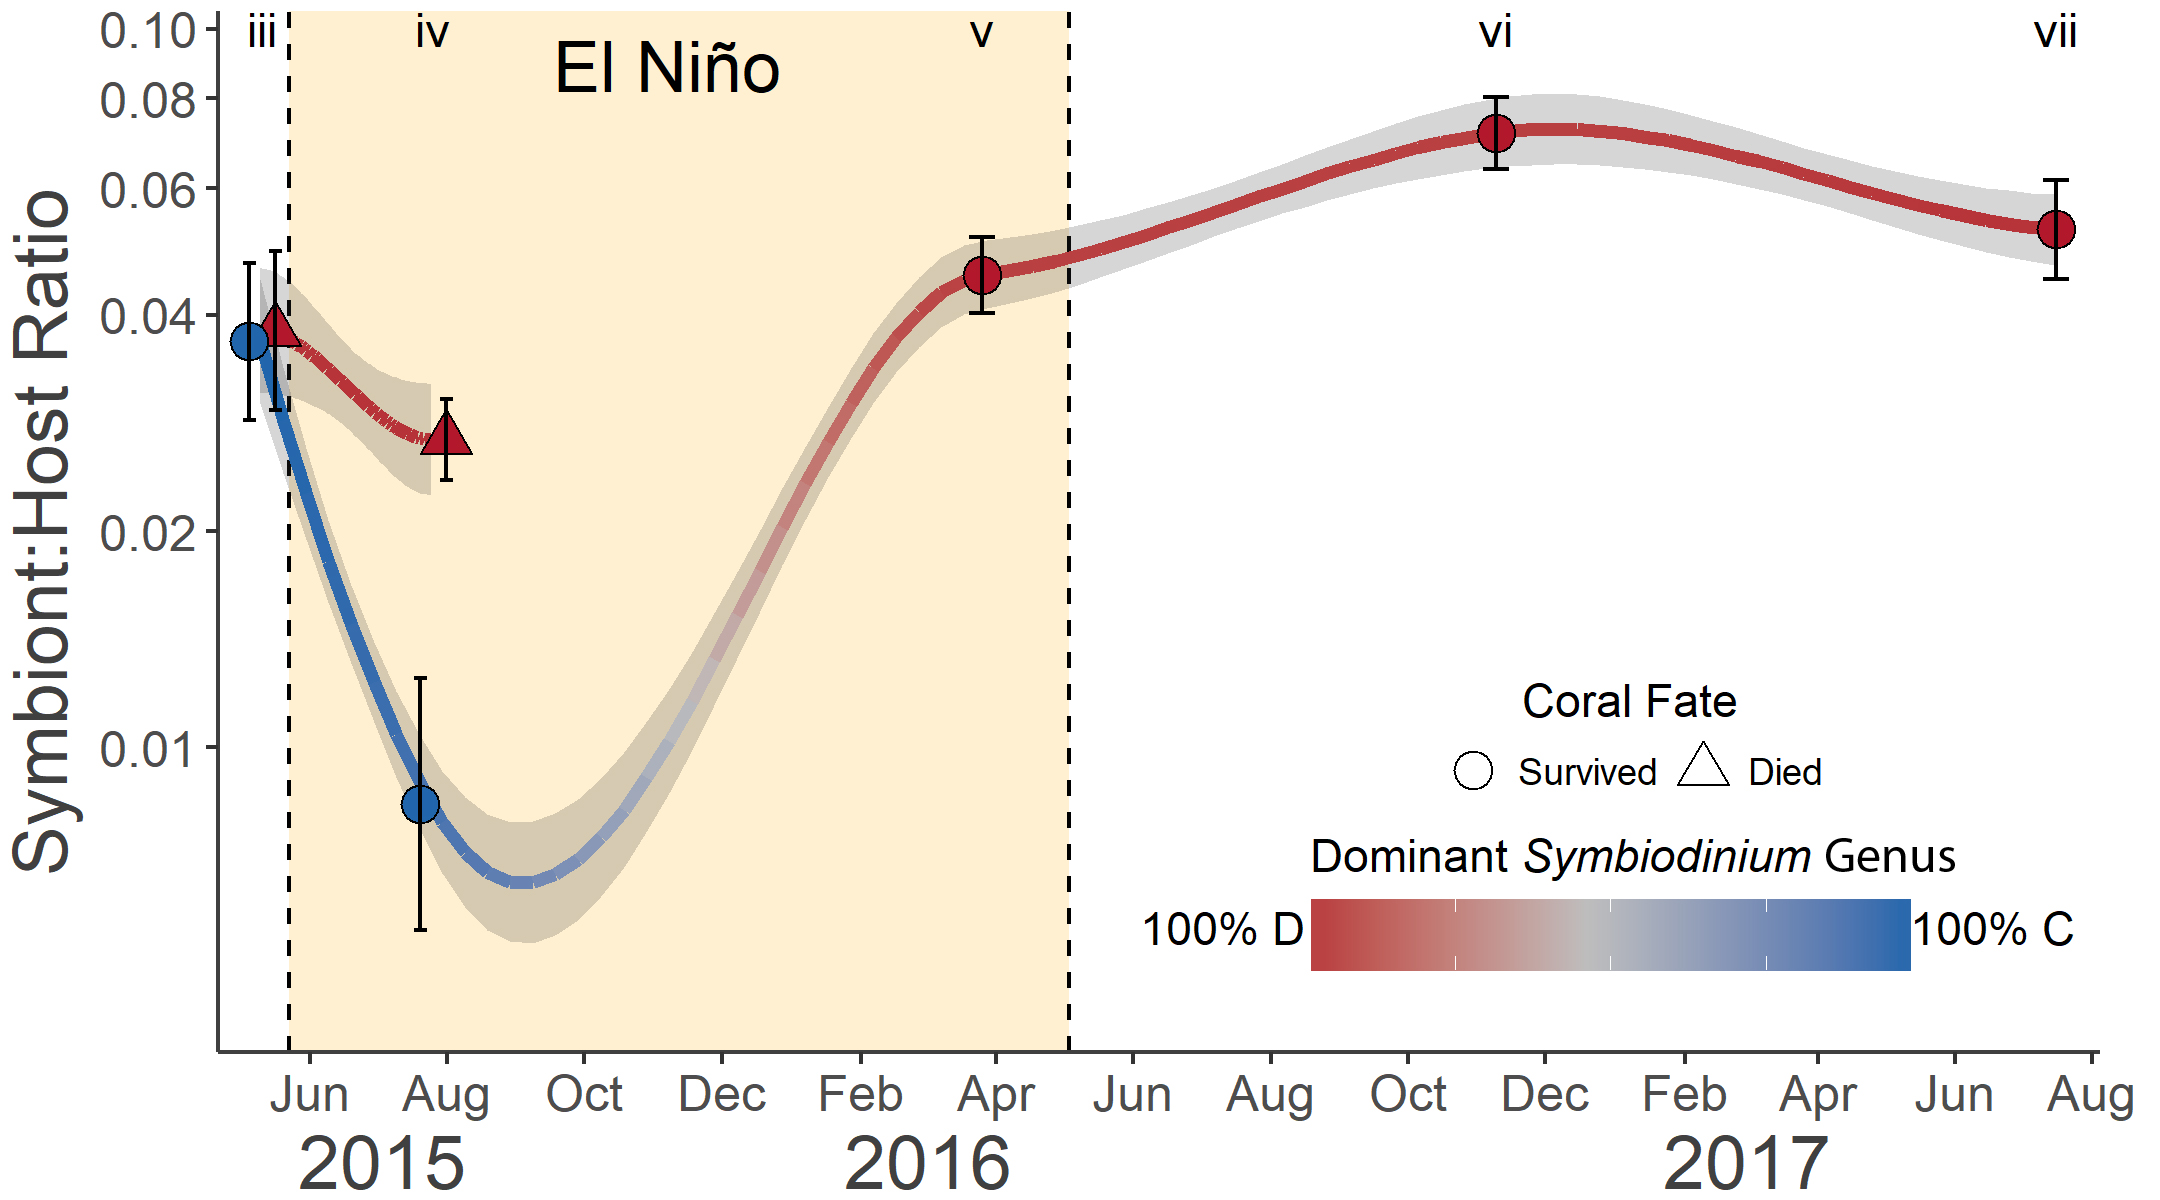 iii iv v vi vii
El Niño
0.10
0.08
0.06
0.04
0.02
0.01
Symbiont:Host Ratio
Coral Fate
Survived Died
Dominant Symbiodinium Genus
100% D 100% C
Jun Aug Oct Dec Feb Apr Jun Aug Oct Dec Feb Apr Jun Aug
2015 2016 2017